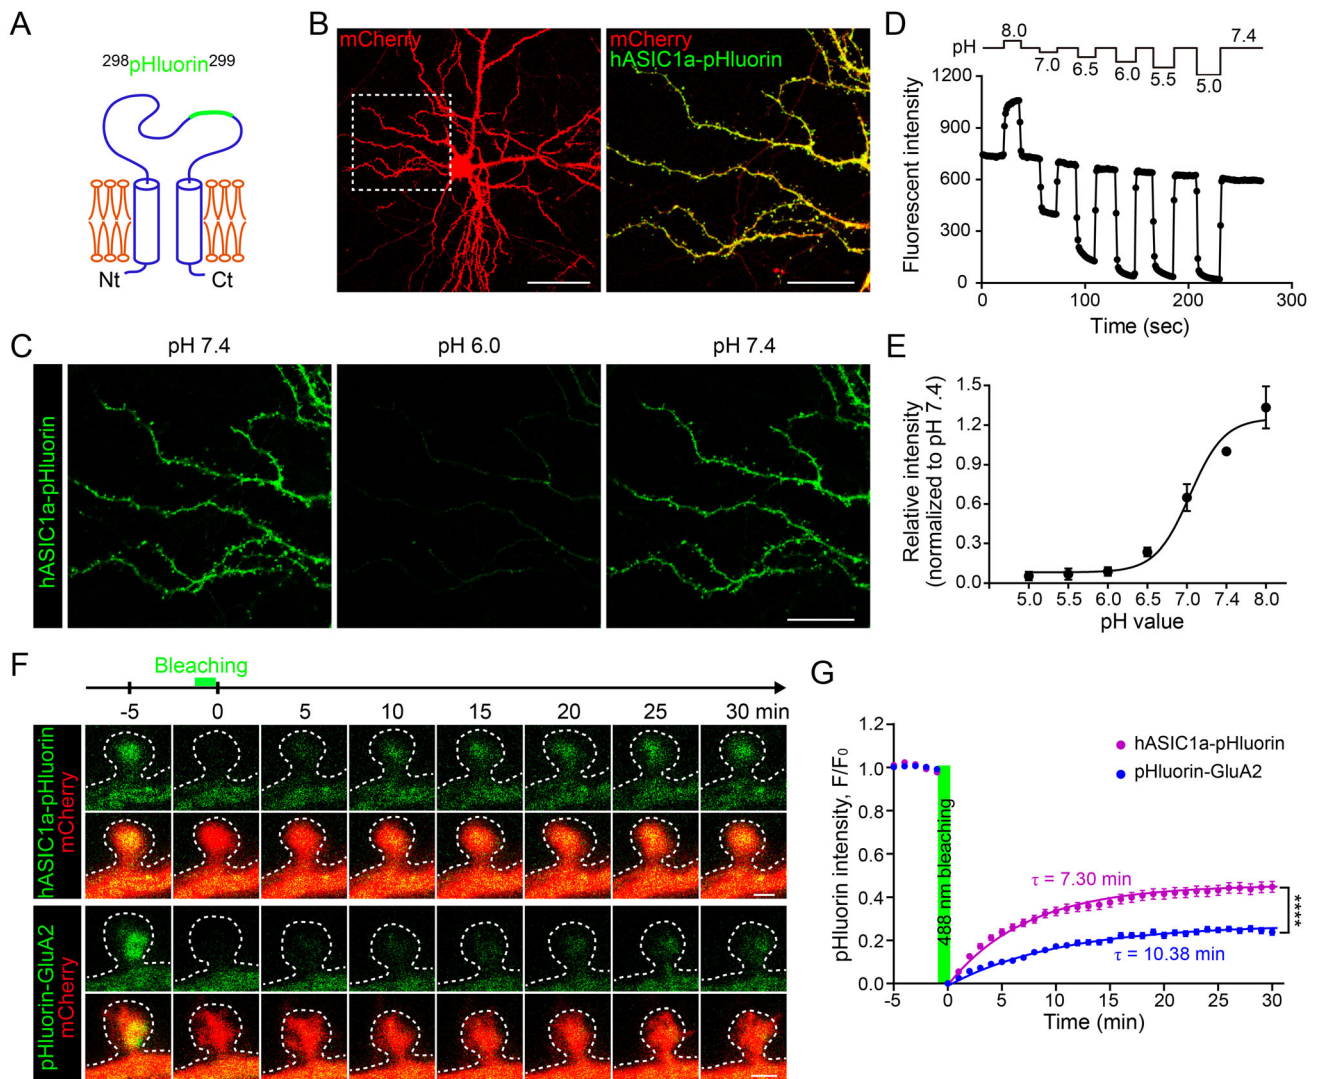 A
298pHluorin299
Nt
Ct
B
mCherry
mCherry
hASIC1a-pHluorin
D
pH
8.0
7.0
6.5
6.0
5.5
5.0
7.4
Fluorescent intensity
1200
900
600
300
0
0
100
200
300
Time (sec)
C
pH 7.4
pH 6.0
pH 7.4
hASIC1a-pHluorin
E
Relative intensity
(normalized to pH 7.4)
1.5
1.2
0.9
0.6
0.3
0.0
5.0
5.5
6.0
6.5
7.0
7.4
8.0
pH value
F
Bleaching
-5
0
5
10
15
20
25
30 min
hASIC1a-pHluorin
mCherry
pHluorin-GluA2
mCherry
G
pHluorin intensity, F/F0
1.2
1.0
0.8
0.6
0.4
0.2
0.0
488 nm bleaching
hASIC1a-pHluorin
pHluorin-GluA2
τ = 7.30 min
τ = 10.38 min
****
-5
0
5
10
15
20
25
30
Time (min)